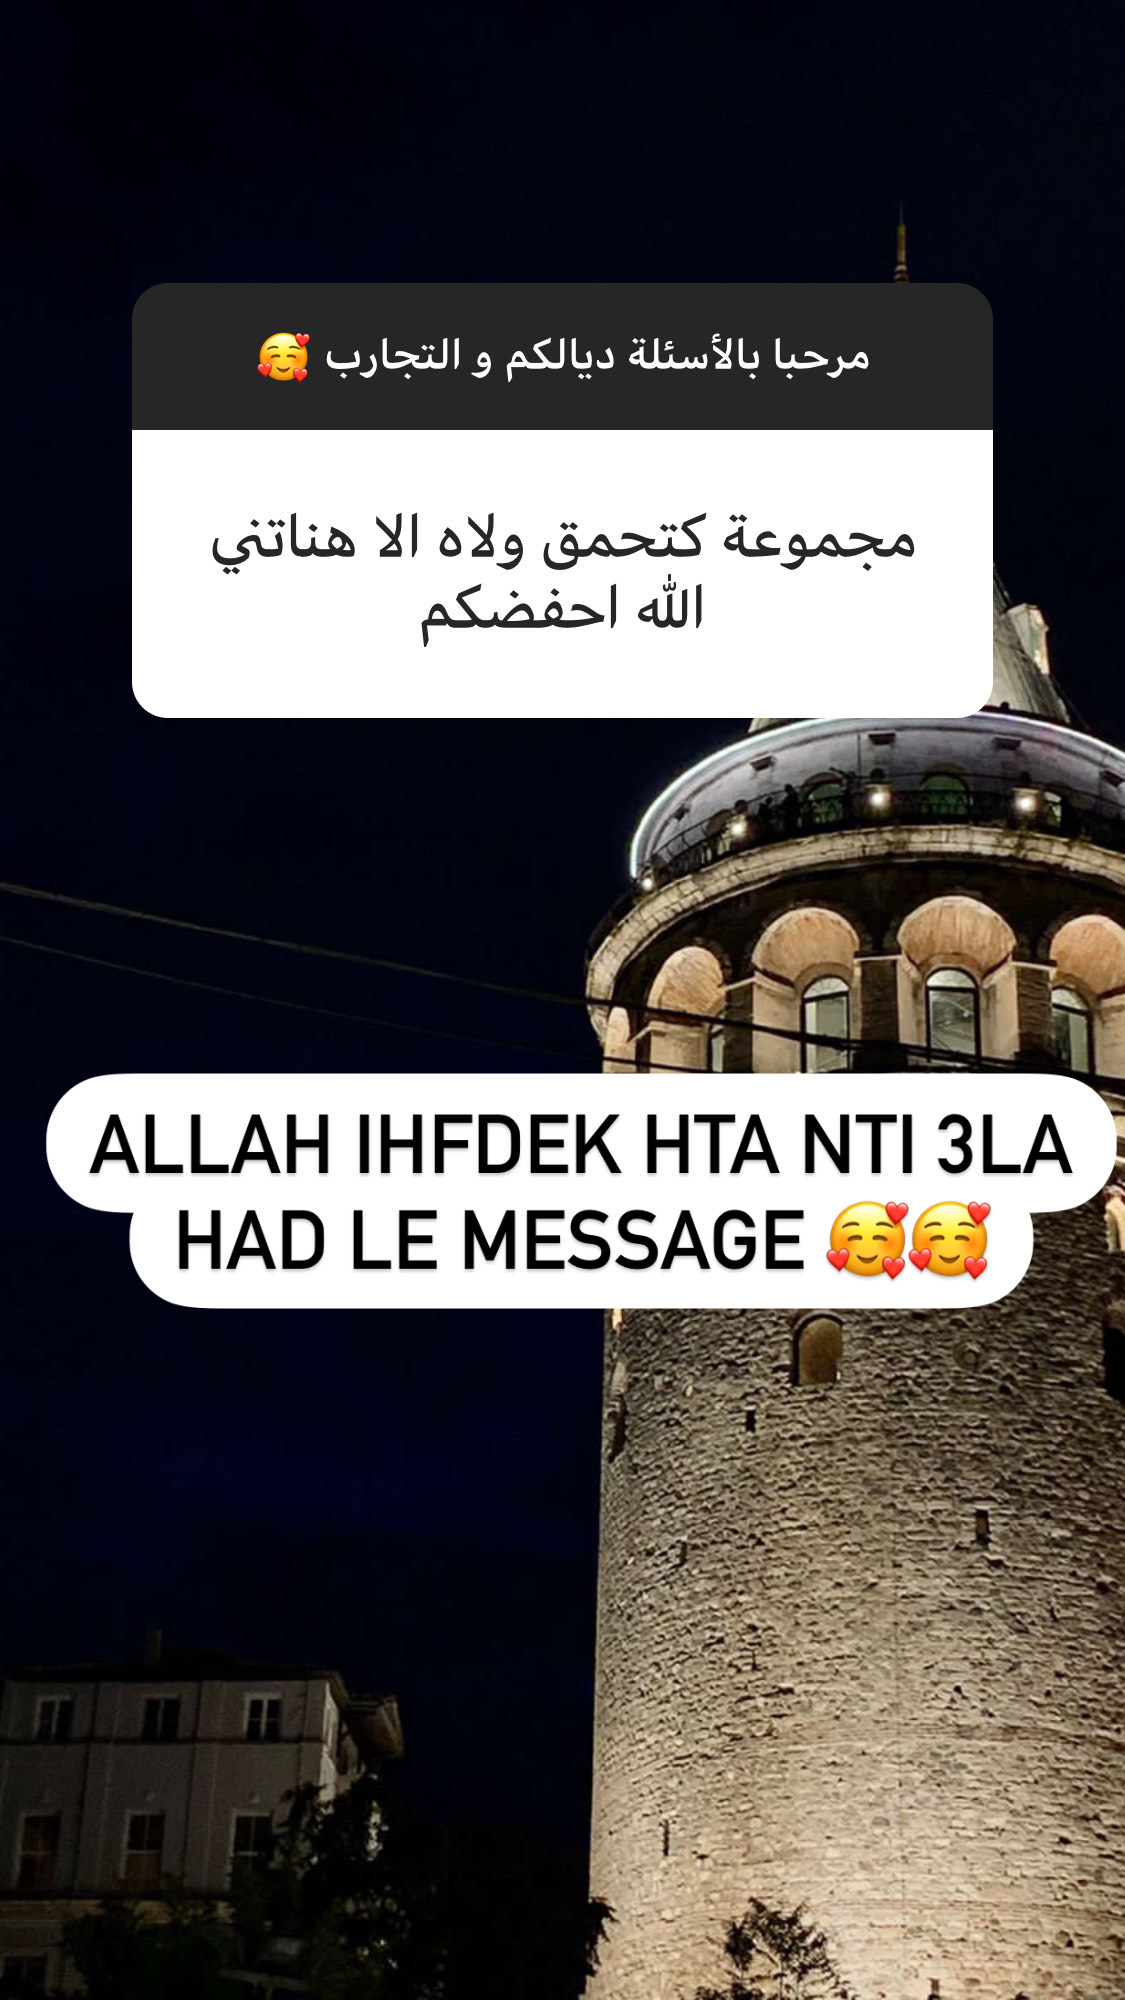 مرحبا بالأسئلة ديالكم و التجارب 🥰
مجموعة كتحمق ولاه الا هناتني
الله احفضكم
ALLAH IHFDEK HTA NTI 3LA
HAD LE MESSAGE 🥰🥰